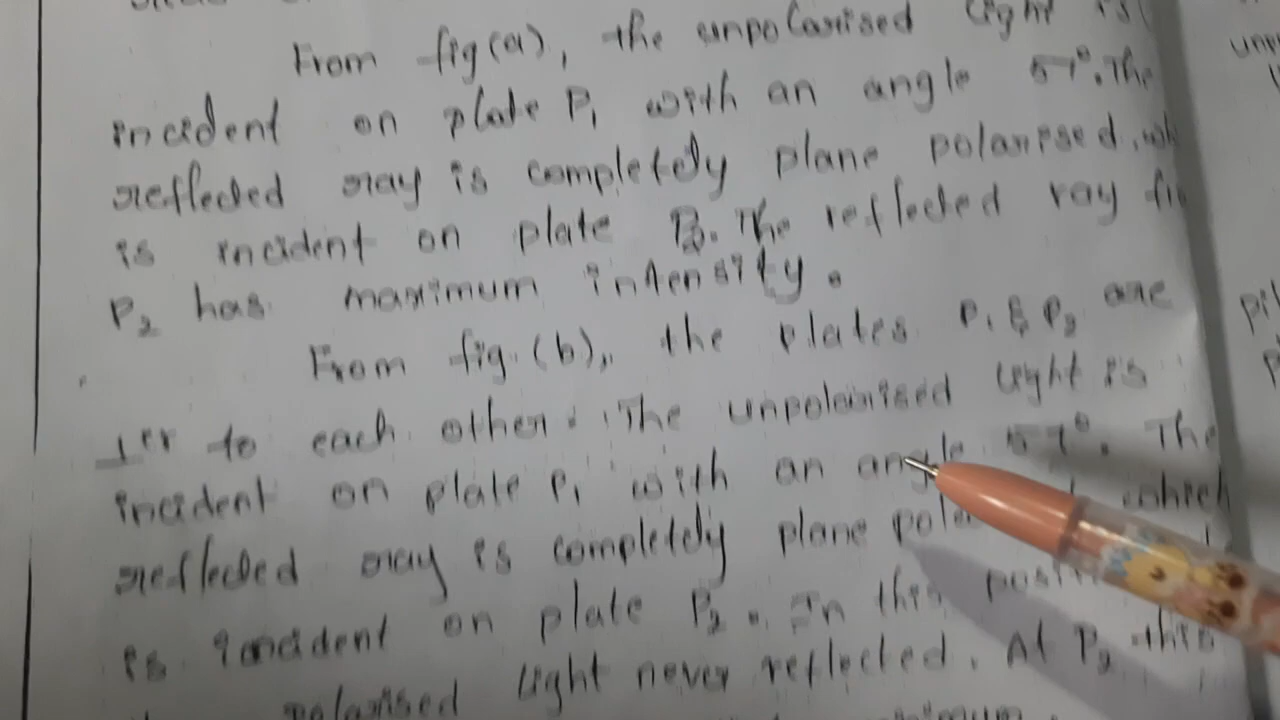 From fig(a), the unpolarised light is
incident on plate P1 with an angle 57°. The
reflected ray is completely plane polarised,
is incident on plate P2. The reflected ray
P2 has maximum intensity.
From fig.(b), the plates P1 & P2 are
⊥er to each other. The unpolarised light is
incident on plate P1 with an angle 57°. The
reflected ray is completely plane which
is incident on plate P2. In this
polarised light never reflected. At P2 this